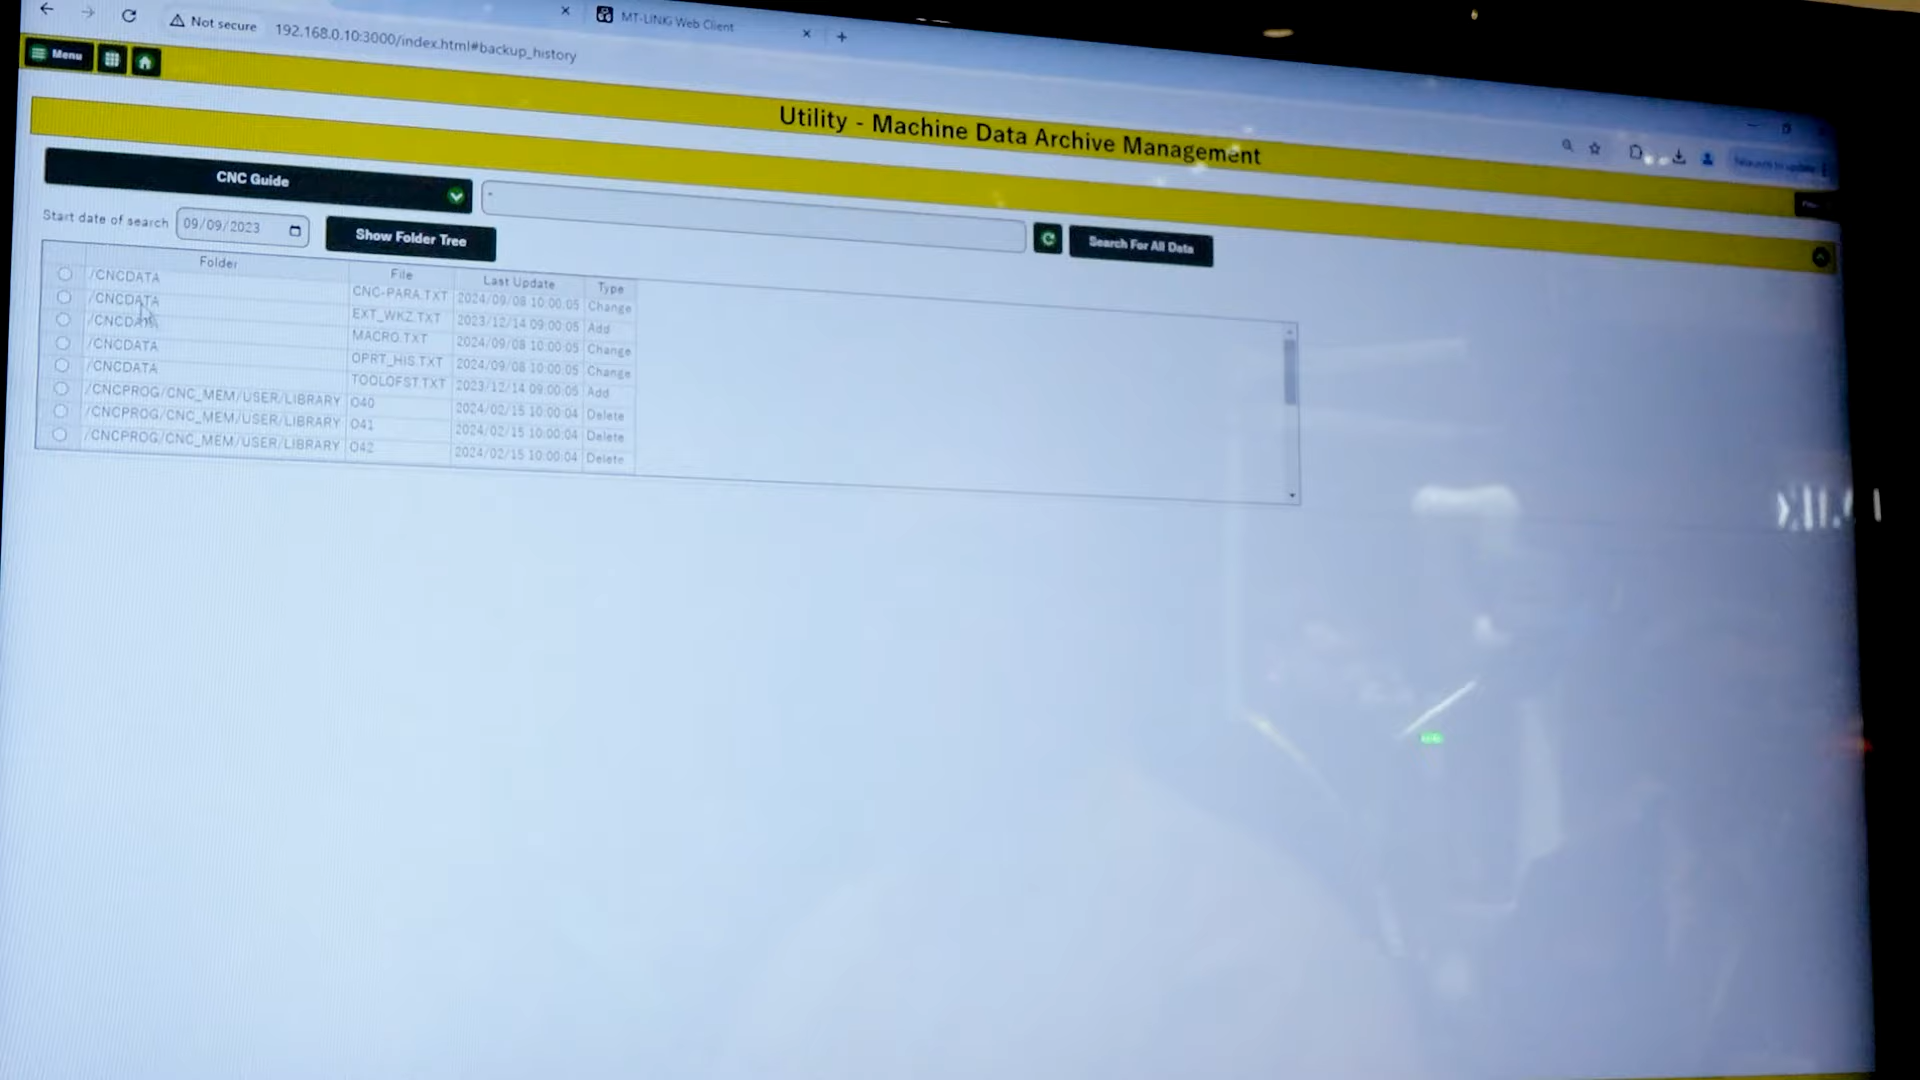 MT-LINKi Web Client
Not secure 192.168.0.10:3000/index.html#backup_history
Menu
Utility - Machine Data Archive Management
CNC Guide
-
Start date of search 09/09/2023 Show Folder Tree Search For All Data
Folder File Last Update Type
/CNCDATA CNC-PARA.TXT 2024/09/08 10:00:05 Change
/CNCDATA EXT_WKZ.TXT 2023/12/14 09:00:05 Add
/CNCDATA MACRO.TXT 2024/09/08 10:00:05 Change
/CNCDATA OPRT_HIS.TXT 2024/09/08 10:00:05 Change
/CNCDATA TOOLOFST.TXT 2023/12/14 09:00:05 Add
/CNCPROG/CNC_MEM/USER/LIBRARY O40 2024/02/15 10:00:04 Delete
/CNCPROG/CNC_MEM/USER/LIBRARY O41 2024/02/15 10:00:04 Delete
/CNCPROG/CNC_MEM/USER/LIBRARY O42 2024/02/15 10:00:04 Delete